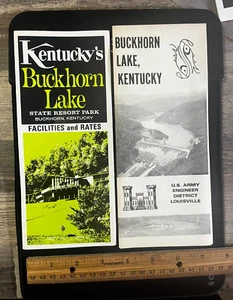 Kentucky's
Buckhorn
Lake
STATE RESORT PARK
BUCKHORN, KENTUCKY
FACILITIES and RATES
BUCKHORN
LAKE,
KENTUCKY
U.S. ARMY
ENGINEER
DISTRICT
LOUISVILLE